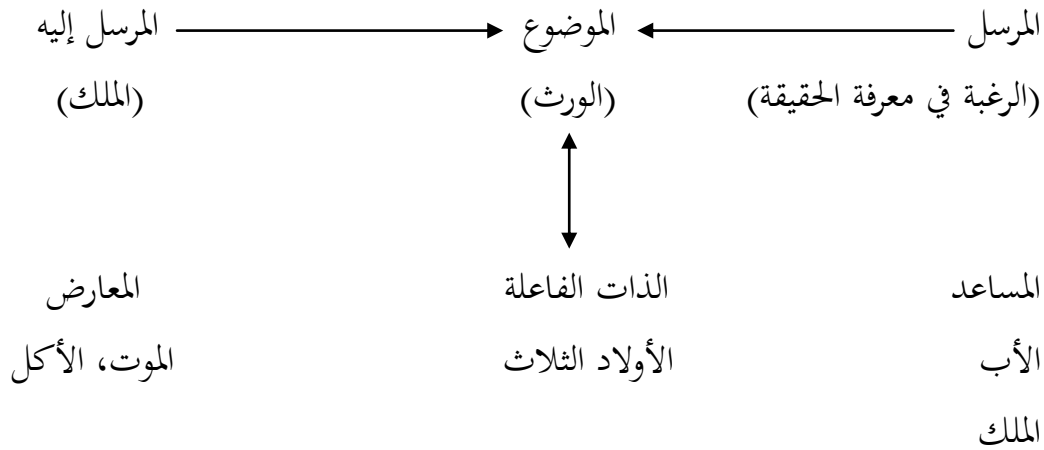 المرسل الموضوع المرسل إليه
(الرغبة في معرفة الحقيقة) (الورث) (الملك)
المساعد الذات الفاعلة المعارض
الأب الأولاد الثلاث الموت، الأكل
الملك